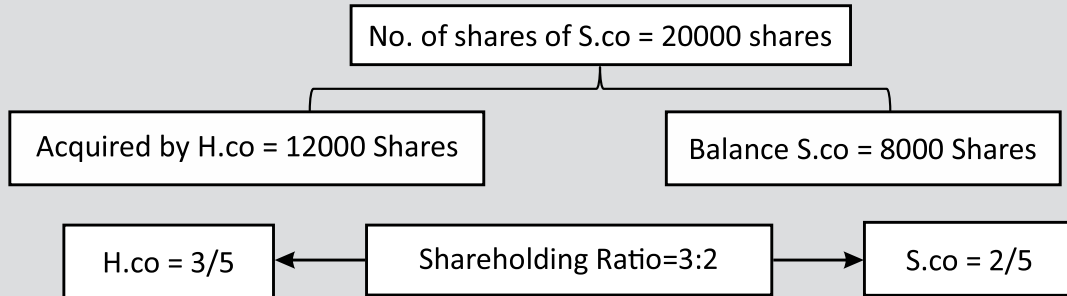 No. of shares of S.co = 20000 shares
Acquired by H.co = 12000 Shares
Balance S.co = 8000 Shares
H.co = 3/5
Shareholding Ratio=3:2
S.co = 2/5